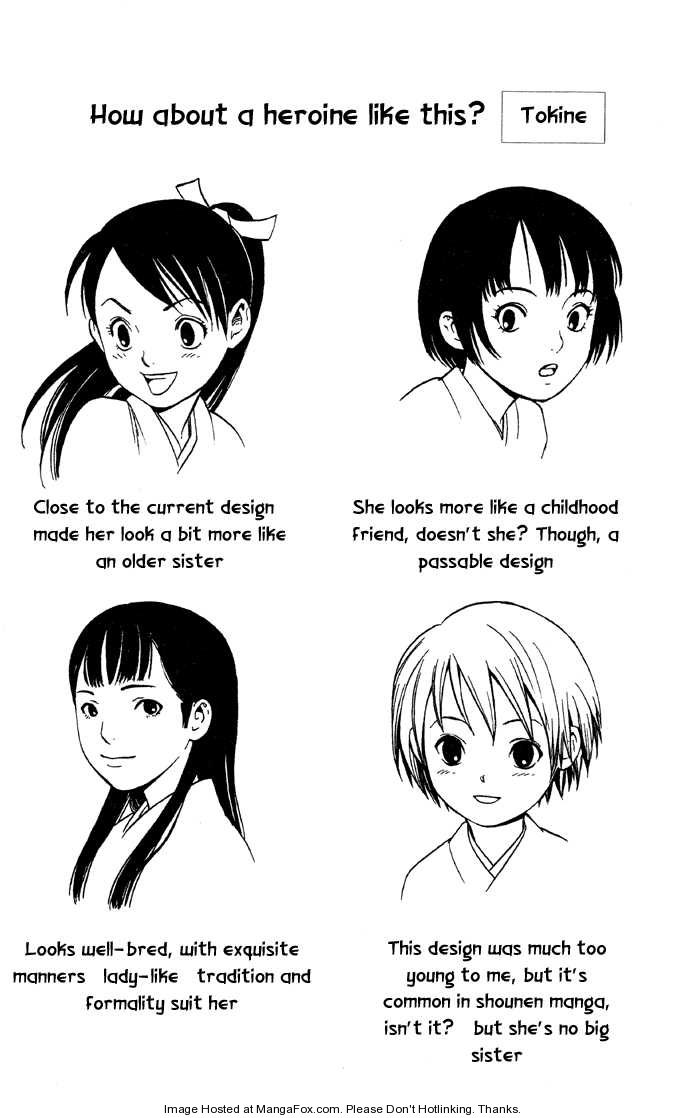 How about a heroine like this?
Tokine
Close to the current design
made her look a bit more like
an older sister
She looks more like a childhood
friend, doesn't she? Though, a
passable design
Looks well-bred, with exquisite
manners lady-like tradition and
formality suit her
This design was much too
young to me, but it's
common in shounen manga,
isn't it? but she's no big
sister
Image Hosted at MangaFox.com. Please Don't Hotlinking. Thanks.